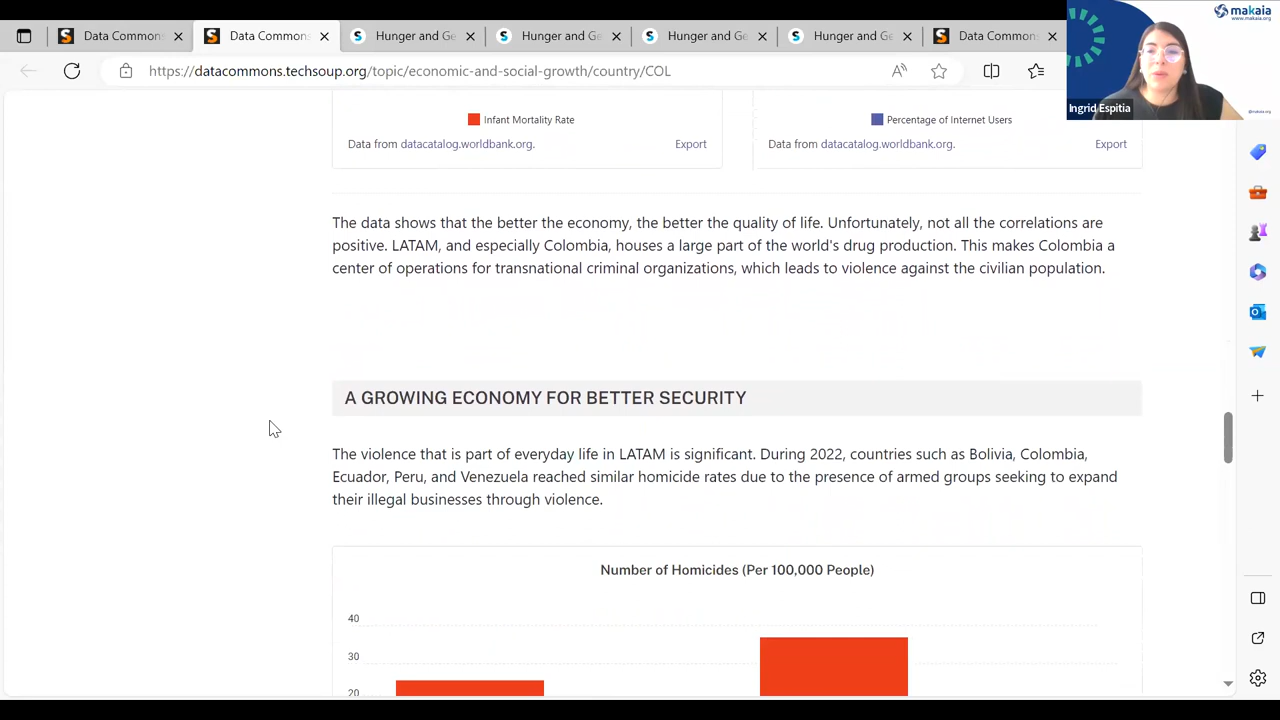 makaia
www.makaia.org
Data Commons
Data Commons
Hunger and Ge
Hunger and Ge
Hunger and Ge
Hunger and Ge
Data Commons
https://datacommons.techsoup.org/topic/economic-and-social-growth/country/COL
Ingrid Espitia
@makaia.org
Infant Mortality Rate
Percentage of Internet Users
Data from datacatalog.worldbank.org.
Export
Data from datacatalog.worldbank.org.
Export
The data shows that the better the economy, the better the quality of life. Unfortunately, not all the correlations are
positive. LATAM, and especially Colombia, houses a large part of the world's drug production. This makes Colombia a
center of operations for transnational criminal organizations, which leads to violence against the civilian population.
A GROWING ECONOMY FOR BETTER SECURITY
The violence that is part of everyday life in LATAM is significant. During 2022, countries such as Bolivia, Colombia,
Ecuador, Peru, and Venezuela reached similar homicide rates due to the presence of armed groups seeking to expand
their illegal businesses through violence.
Number of Homicides (Per 100,000 People)
40
30
20